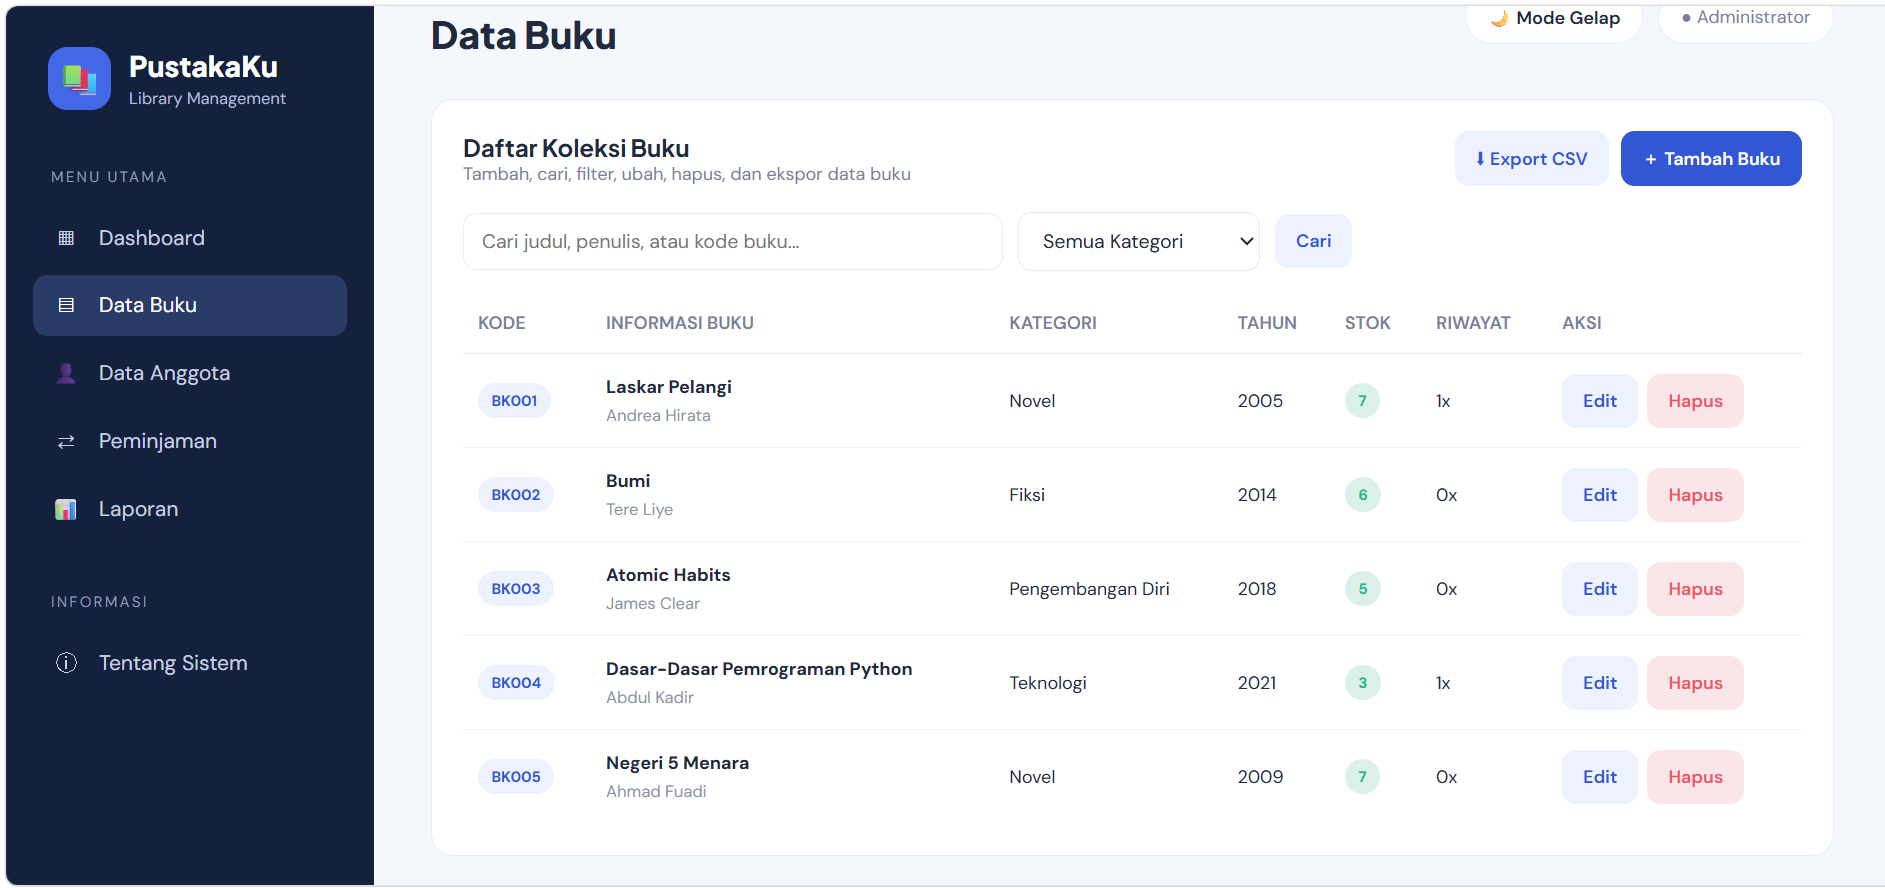 PustakaKu
Library Management
MENU UTAMA
Dashboard
Data Buku
Data Anggota
Peminjaman
Laporan
INFORMASI
Tentang Sistem
Data Buku
Mode Gelap
Administrator
Daftar Koleksi Buku
Tambah, cari, filter, ubah, hapus, dan ekspor data buku
⬇ Export CSV
+ Tambah Buku
Cari judul, penulis, atau kode buku...
Semua Kategori
Cari
KODE INFORMASI BUKU KATEGORI TAHUN STOK RIWAYAT AKSI
BK001 Laskar Pelangi Novel 2005 7 1x Edit Hapus
Andrea Hirata
BK002 Bumi Fiksi 2014 6 0x Edit Hapus
Tere Liye
BK003 Atomic Habits Pengembangan Diri 2018 5 0x Edit Hapus
James Clear
BK004 Dasar-Dasar Pemrograman Python Teknologi 2021 3 1x Edit Hapus
Abdul Kadir
BK005 Negeri 5 Menara Novel 2009 7 0x Edit Hapus
Ahmad Fuadi